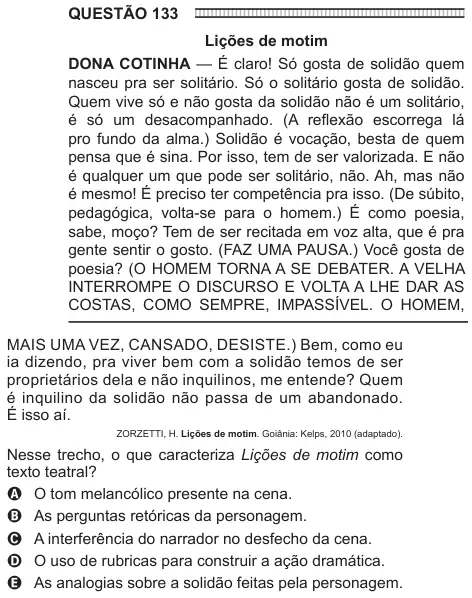 QUESTÃO 133
Lições de motim
DONA COTINHA — É claro! Só gosta de solidão quem
nasceu pra ser solitário. Só o solitário gosta de solidão.
Quem vive só e não gosta da solidão não é um solitário,
é só um desacompanhado. (A reflexão escorrega lá
pro fundo da alma.) Solidão é vocação, besta de quem
pensa que é sina. Por isso, tem de ser valorizada. E não
é qualquer um que pode ser solitário, não. Ah, mas não
é mesmo! É preciso ter competência pra isso. (De súbito,
pedagógica, volta-se para o homem.) É como poesia,
sabe, moço? Tem de ser recitada em voz alta, que é pra
gente sentir o gosto. (FAZ UMA PAUSA.) Você gosta de
poesia? (O HOMEM TORNA A SE DEBATER. A VELHA
INTERROMPE O DISCURSO E VOLTA A LHE DAR AS
COSTAS, COMO SEMPRE, IMPASSÍVEL. O HOMEM,
MAIS UMA VEZ, CANSADO, DESISTE.) Bem, como eu
ia dizendo, pra viver bem com a solidão temos de ser
proprietários dela e não inquilinos, me entende? Quem
é inquilino da solidão não passa de um abandonado.
É isso aí.
ZORZETTI, H. Lições de motim. Goiânia: Kelps, 2010 (adaptado).
Nesse trecho, o que caracteriza Lições de motim como
texto teatral?
A O tom melancólico presente na cena.
B As perguntas retóricas da personagem.
C A interferência do narrador no desfecho da cena.
D O uso de rubricas para construir a ação dramática.
E As analogias sobre a solidão feitas pela personagem.